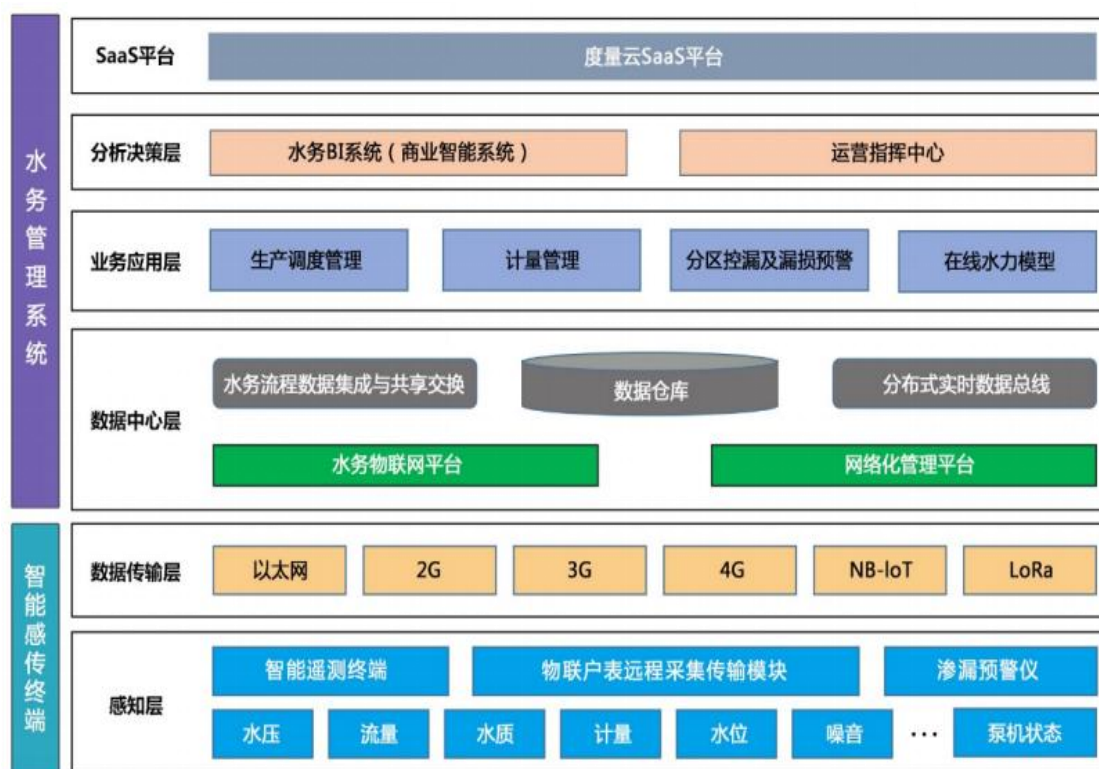 水务管理系统
SaaS平台
度量云SaaS平台
分析决策层
水务BI系统（商业智能系统）
运营指挥中心
业务应用层
生产调度管理
计量管理
分区控漏及漏损预警
在线水力模型
数据中心层
水务流程数据集成与共享交换
数据仓库
分布式实时数据总线
水务物联网平台
网络化管理平台
智能感传终端
数据传输层
以太网
2G
3G
4G
NB-IoT
LoRa
感知层
智能遥测终端
物联户表远程采集传输模块
渗漏预警仪
水压
流量
水质
计量
水位
噪音
···
泵机状态